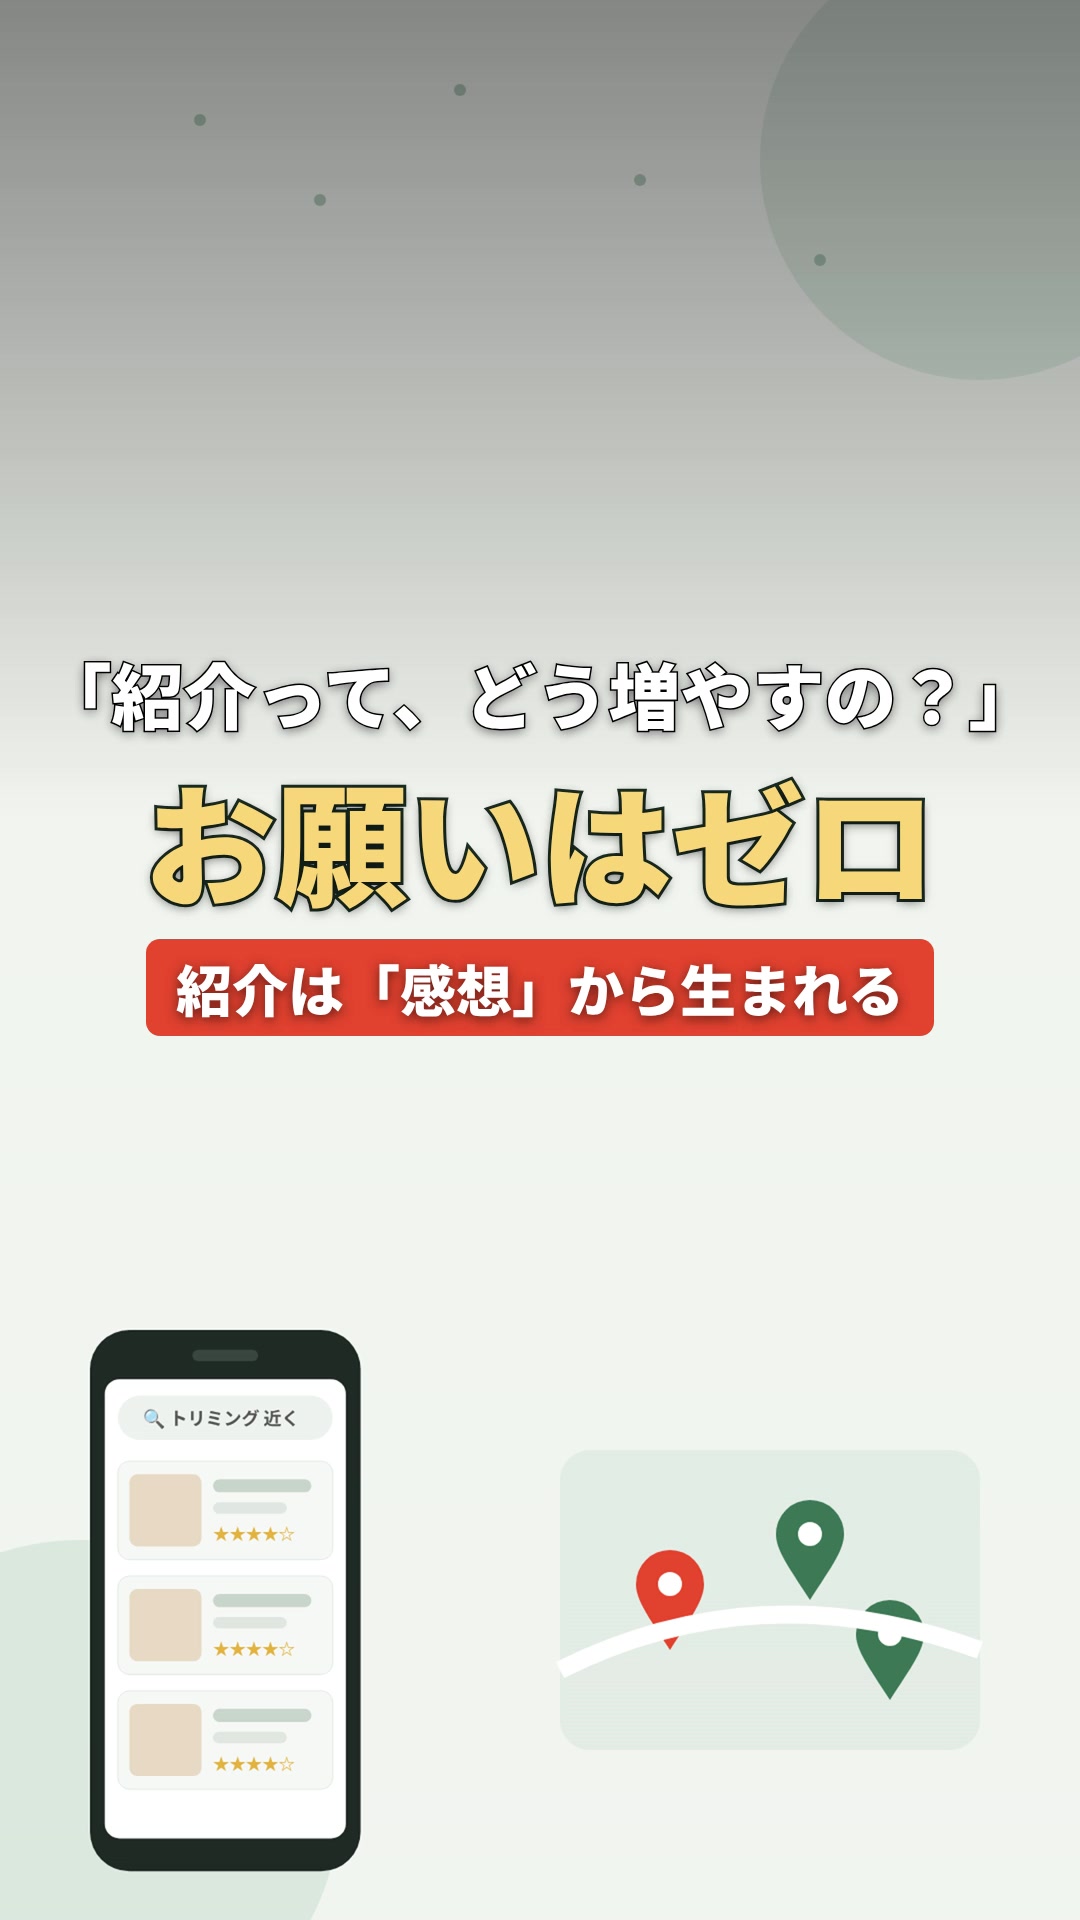 「紹介って、どう増やすの？」
お願いはゼロ
紹介は「感想」から生まれる
🔍 トリミング 近く
★★★★☆
★★★★☆
★★★★☆